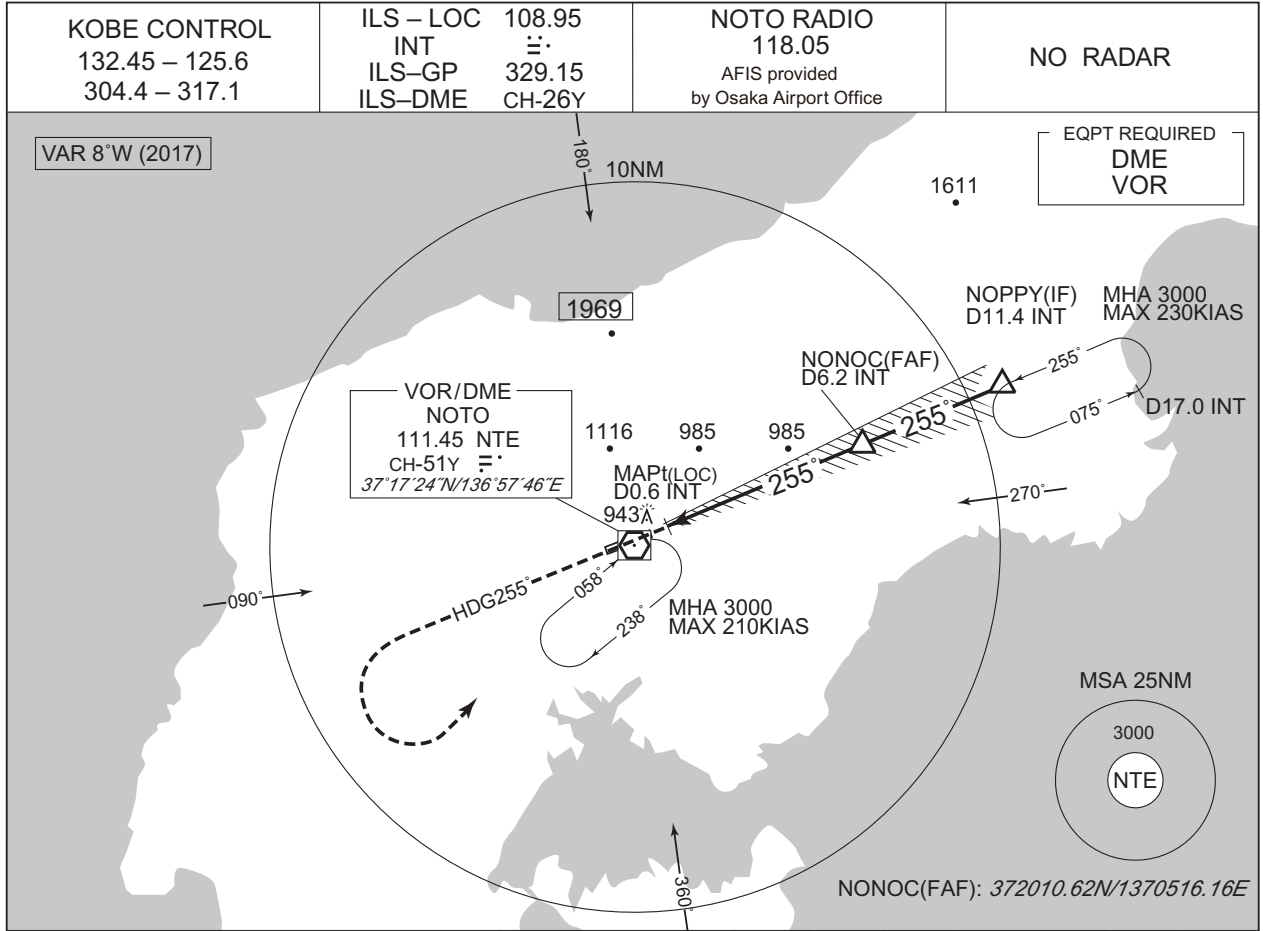 KOBE CONTROL
132.45 – 125.6
304.4 – 317.1
ILS – LOC 108.95
INT
ILS–GP 329.15
ILS–DME CH-26Y
NOTO RADIO
118.05
AFIS provided
by Osaka Airport Office
NO RADAR
VAR 8°W (2017)
180°
10NM
EQPT REQUIRED
DME
VOR
1611
1969
NOPPY(IF)
D11.4 INT
MHA 3000
MAX 230KIAS
255°
075°
D17.0 INT
NONOC(FAF)
D6.2 INT
255°
255°
270°
VOR/DME
NOTO
111.45 NTE
CH-51Y
37°17′24″N/136°57′46″E
1116
985
985
MAPt(LOC)
D0.6 INT
943
090°
HDG255°
058°
238°
MHA 3000
MAX 210KIAS
MSA 25NM
3000
NTE
360°
NONOC(FAF): 372010.62N/1370516.16E